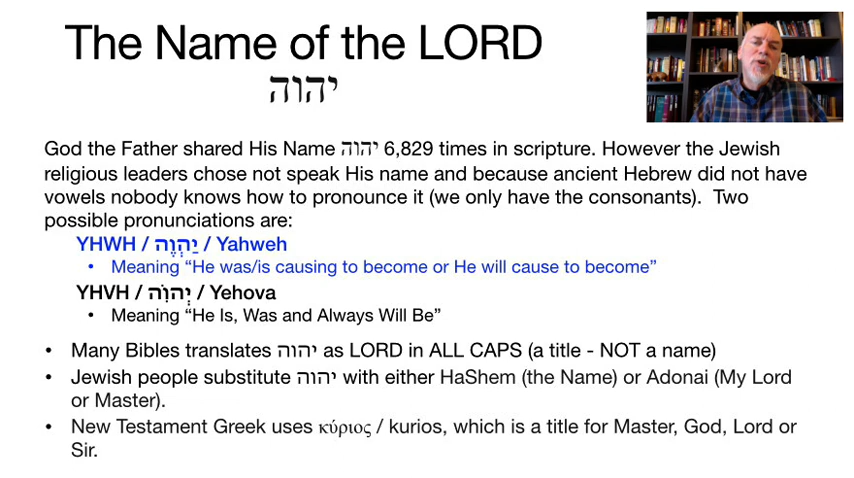 The Name of the LORD
יהוה
God the Father shared His Name יהוה 6,829 times in scripture. However the Jewish
religious leaders chose not speak His name and because ancient Hebrew did not have
vowels nobody knows how to pronounce it (we only have the consonants).  Two
possible pronunciations are:
YHWH / יַהְוֶה / Yahweh
• Meaning “He was/is causing to become or He will cause to become”
YHVH / יְהוֹה / Yehova
• Meaning “He Is, Was and Always Will Be”
• Many Bibles translates יהוה as LORD in ALL CAPS (a title - NOT a name)
• Jewish people substitute יהוה with either HaShem (the Name) or Adonai (My Lord
or Master).
• New Testament Greek uses κύριος / kurios, which is a title for Master, God, Lord or
Sir.